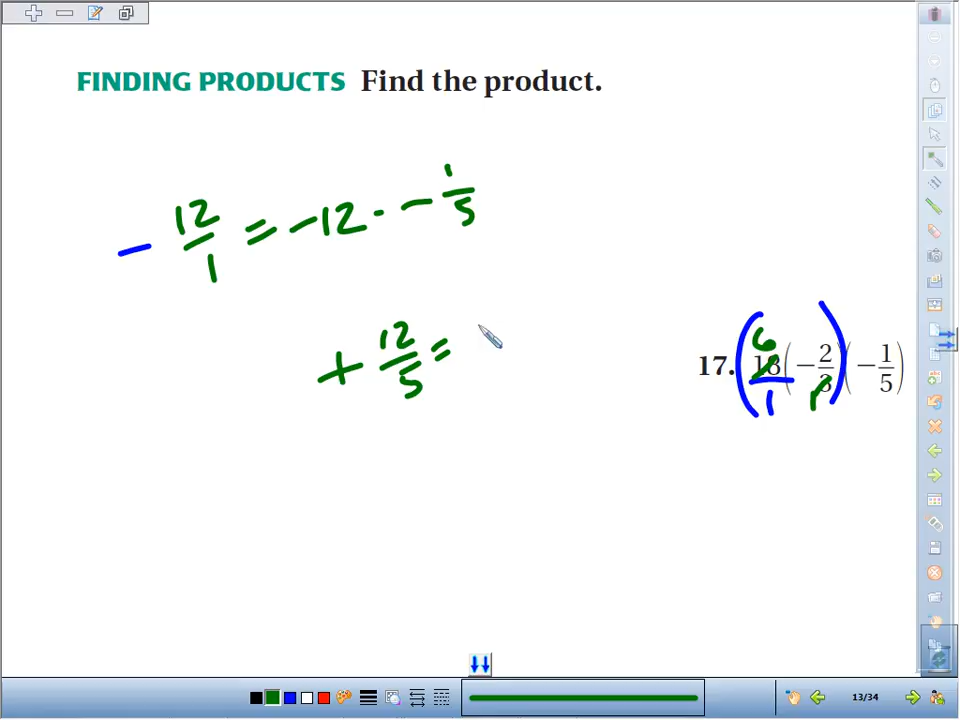 FINDING PRODUCTS Find the product.
- 12/1 = -12 · - 1/5
+ 12/5 =
17. 18(-2/3)(-1/5)
6
1 1
13/34